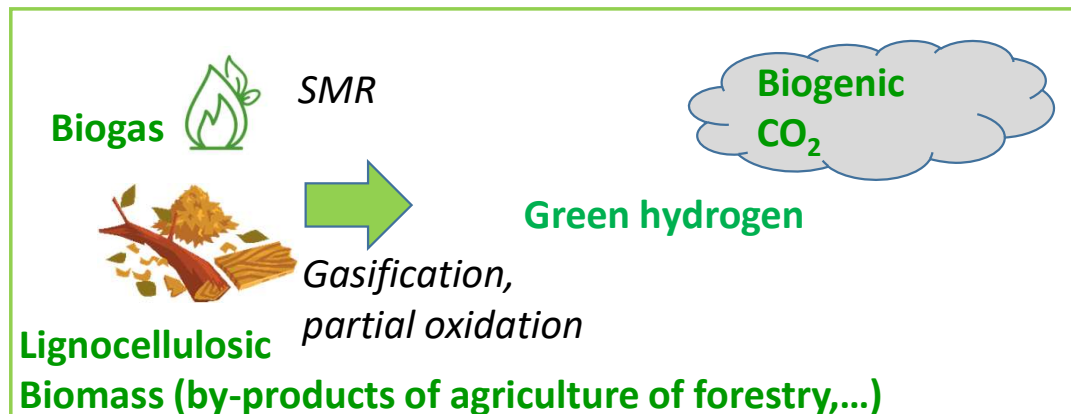 SMR
Biogas
Biogenic
CO₂
Green hydrogen
Gasification,
partial oxidation
Lignocellulosic
Biomass (by-products of agriculture of forestry,…)